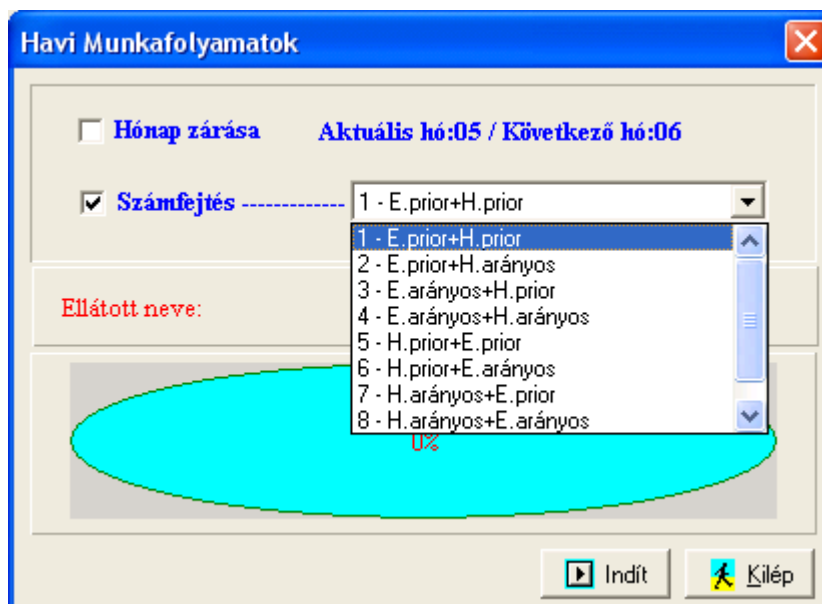 Havi Munkafolyamatok
Hónap zárása Aktuális hó:05 / Következő hó:06
Számfejtés ------------- 1 - E.prior+H.prior
1 - E.prior+H.prior
2 - E.prior+H.arányos
3 - E.arányos+H.prior
4 - E.arányos+H.arányos
5 - H.prior+E.prior
6 - H.prior+E.arányos
7 - H.arányos+E.prior
8 - H.arányos+E.arányos
Ellátott neve:
0%
Indít Kilép